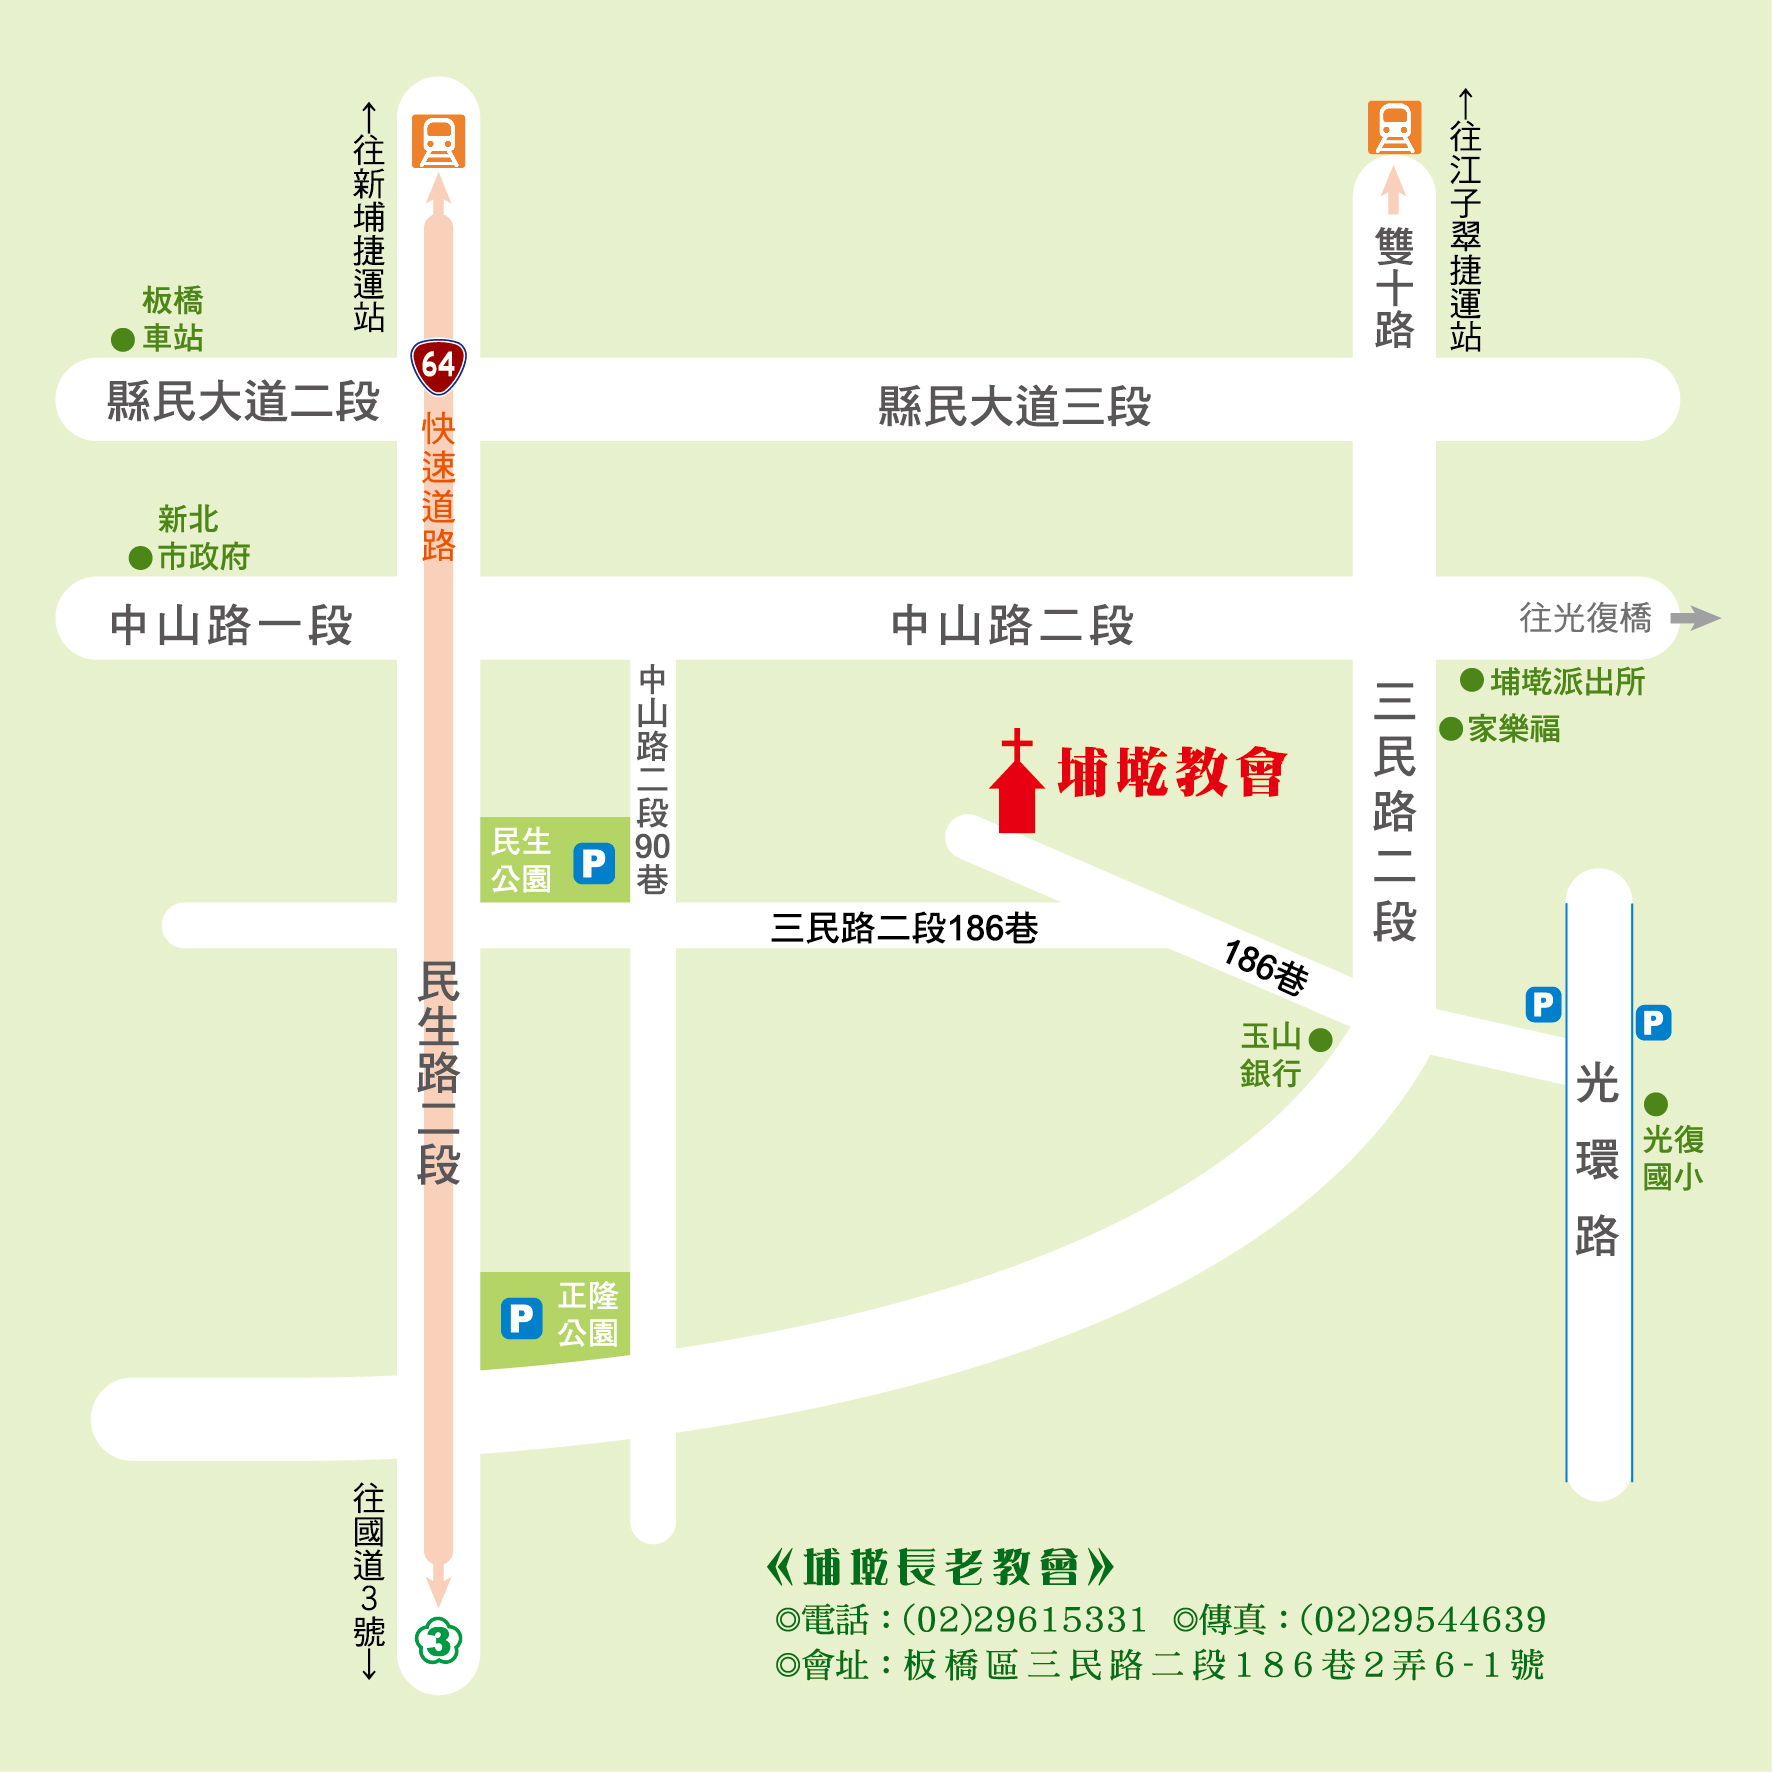 往新埔捷運站
往江子翠捷運站
雙十路
板橋
車站
64
縣民大道二段
縣民大道三段
快速道路
新北
市政府
中山路一段
中山路二段
往光復橋
中山路二段90巷
三民路二段
埔墘派出所
家樂福
埔墘教會
民生
公園
P
三民路二段186巷
186巷
民生路二段
玉山
銀行
P
P
光環路
光復
國小
P
正隆
公園
往國道3號
3
《埔墘長老教會》
◎電話：(02)29615331 ◎傳真：(02)29544639
◎會址：板橋區三民路二段186巷2弄6-1號